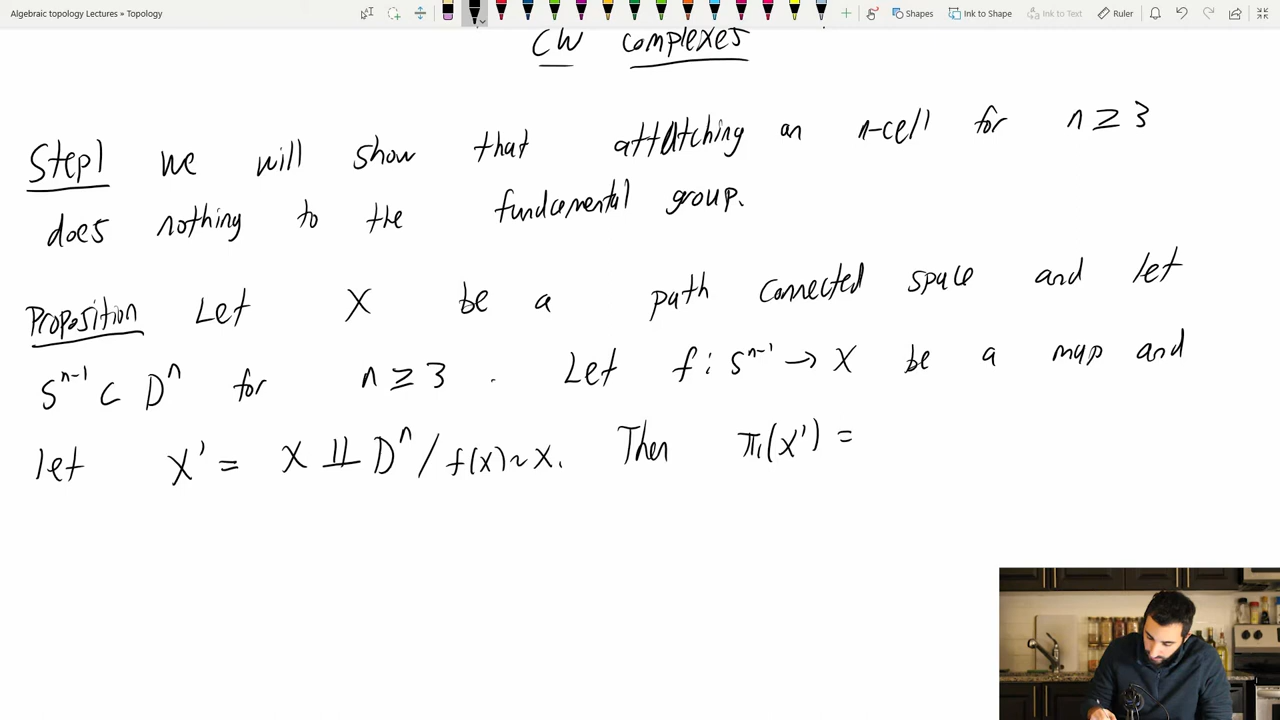 Algebraic topology Lectures » Topology
Shapes
Ink to Shape
Ink to Text
Ruler
CW complexes
Step1 we will show that attatching an n-cell for n ≥ 3
does nothing to the fundamental group.
Proposition Let X be a path connected space and let
Sⁿ⁻¹ ⊂ Dⁿ for n ≥ 3 . Let f : Sⁿ⁻¹ → X be a map and
let X' = X ⨿ Dⁿ / f(x)~x. Then π₁(X') =